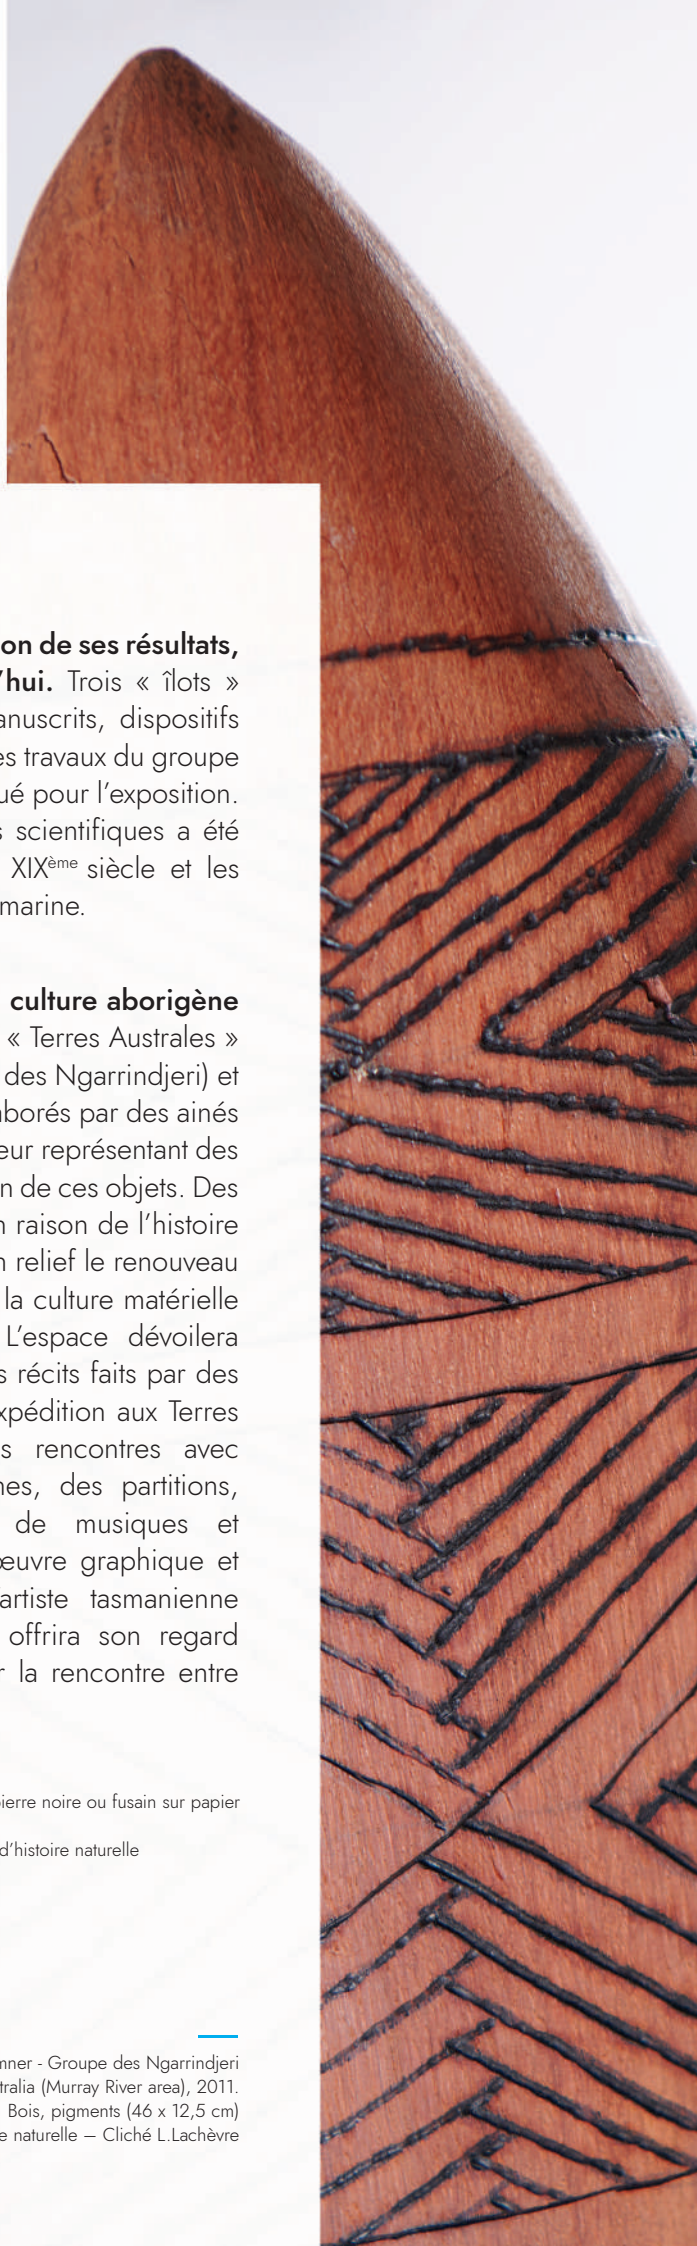 on de ses résultats,
'hui. Trois « îlots »
anuscrits, dispositifs
es travaux du groupe
ué pour l'exposition.
s scientifiques a été
XIXème siècle et les
marine.
culture aborigène
« Terres Australes »
des Ngarrindjeri) et
borés par des ainés
eur représentant des
n de ces objets. Des
n raison de l'histoire
n relief le renouveau
la culture matérielle
L'espace dévoilera
s récits faits par des
xpédition aux Terres
s rencontres avec
nes, des partitions,
de musiques et
œuvre graphique et
artiste tasmanienne
offrira son regard
r la rencontre entre
ierre noire ou fusain sur papier
d'histoire naturelle
nner - Groupe des Ngarrindjeri
tralia (Murray River area), 2011.
Bois, pigments (46 x 12,5 cm)
e naturelle – Cliché L.Lachèvre